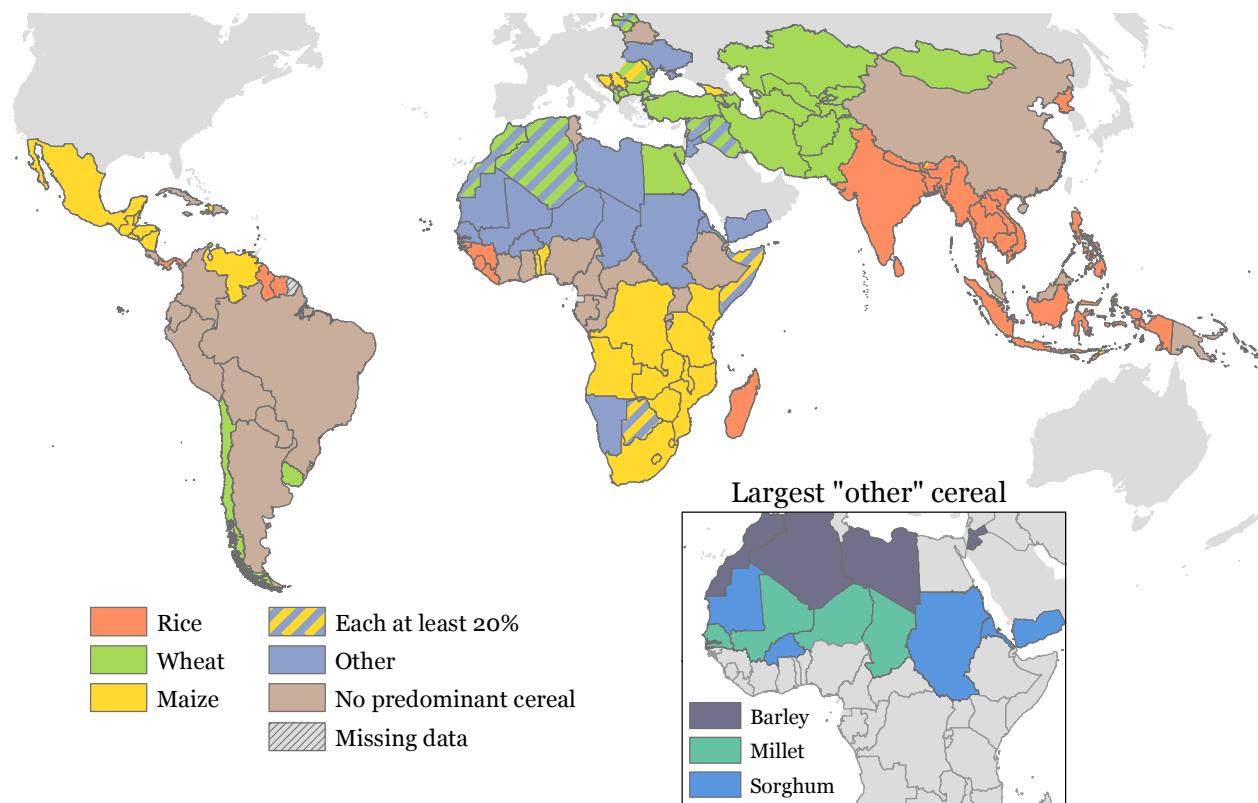 Largest "other" cereal
Rice
Wheat
Maize
Each at least 20%
Other
No predominant cereal
Missing data
Barley
Millet
Sorghum